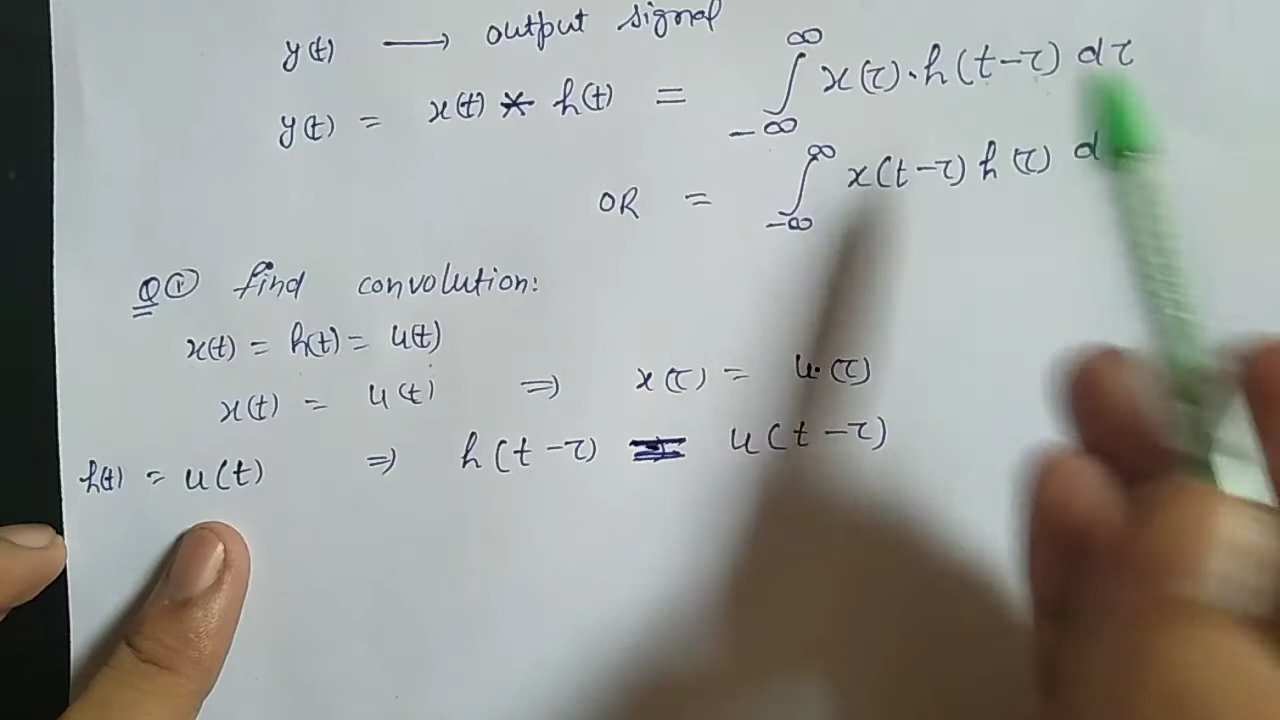 y(t) ⟶ output signal
y(t) = x(t) * h(t) = ∫_{-∞}^{∞} x(τ).h(t-τ) dτ
OR = ∫_{-∞}^{∞} x(t-τ) h(τ) d
Q① find convolution:
x(t) = h(t) = u(t)
x(t) = u(t) ⇒ x(τ) = u(τ)
h(t) = u(t) ⇒ h(t-τ) = u(t-τ)